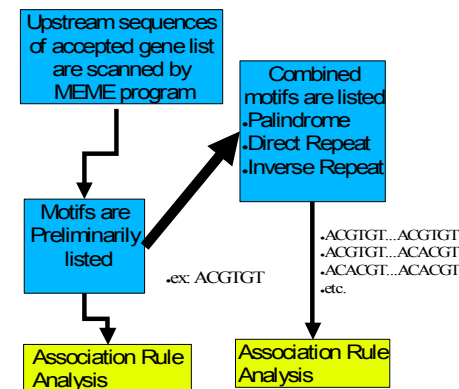 Upstream sequences
of accepted gene list
are scanned by
MEME program
Combined
motifs are listed
.Palindrome
.Direct Repeat
.Inverse Repeat
Motifs are
Preliminarily
listed
.ex: ACGTGT
.ACGTGT...ACGTGT
.ACGTGT...ACACGT
.ACACGT...ACACGT
.etc.
Association Rule
Analysis
Association Rule
Analysis